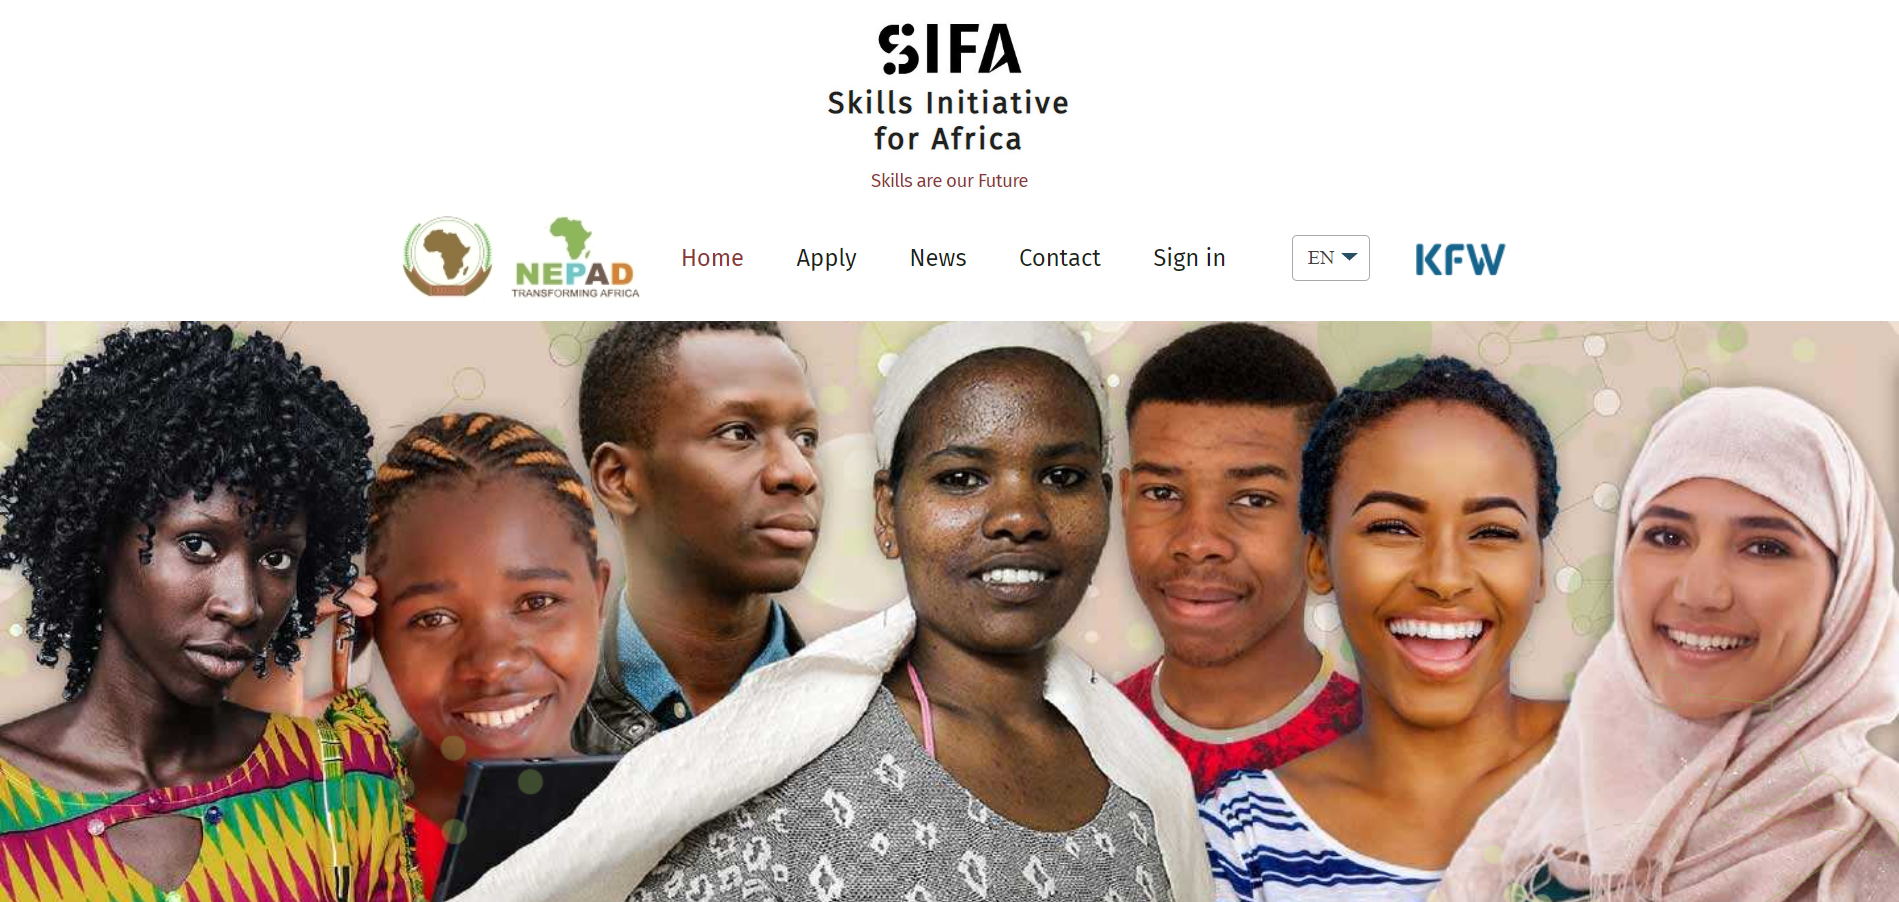 SIFA
Skills Initiative
for Africa
Skills are our Future
NEPAD
TRANSFORMING AFRICA
Home
Apply
News
Contact
Sign in
EN
KFW